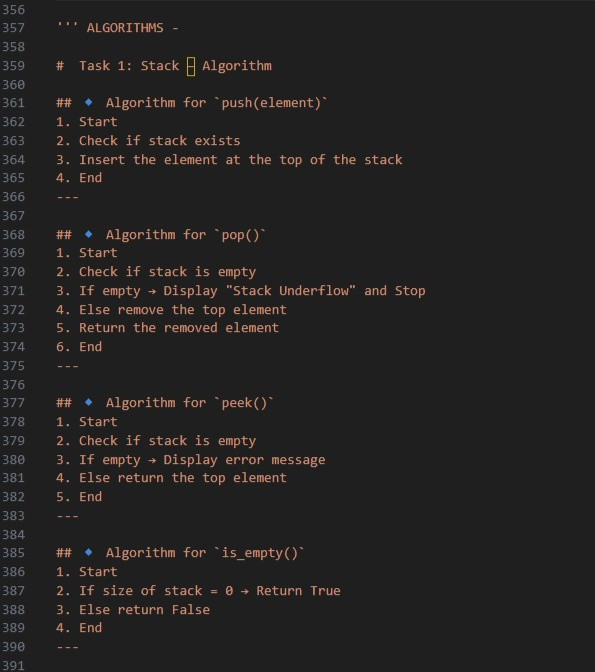 356
357 ''' ALGORITHMS -
358
359 #  Task 1: Stack – Algorithm
360
361 ## 🔹 Algorithm for `push(element)`
362 1. Start
363 2. Check if stack exists
364 3. Insert the element at the top of the stack
365 4. End
366 ---
367
368 ## 🔹 Algorithm for `pop()`
369 1. Start
370 2. Check if stack is empty
371 3. If empty → Display "Stack Underflow" and Stop
372 4. Else remove the top element
373 5. Return the removed element
374 6. End
375 ---
376
377 ## 🔹 Algorithm for `peek()`
378 1. Start
379 2. Check if stack is empty
380 3. If empty → Display error message
381 4. Else return the top element
382 5. End
383 ---
384
385 ## 🔹 Algorithm for `is_empty()`
386 1. Start
387 2. If size of stack = 0 → Return True
388 3. Else return False
389 4. End
390 ---
391